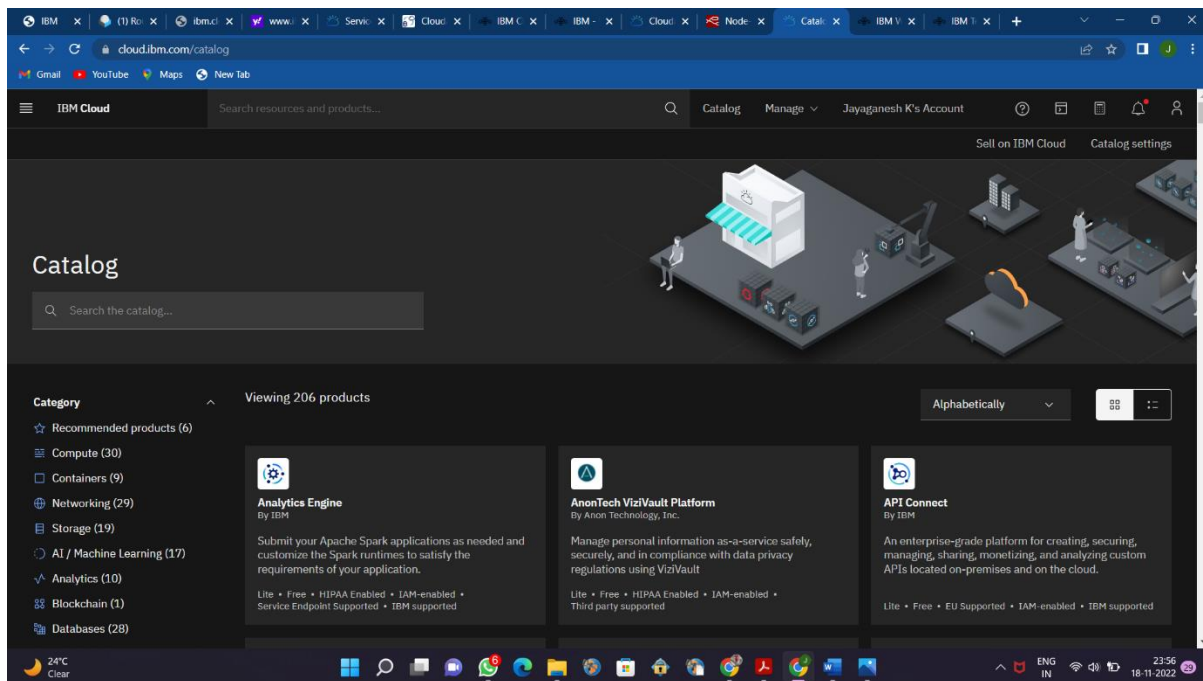 IBM
(1) Ro
ibm.cl
www.i
Servic
Cloud
IBM C
IBM -
Cloud
Node-
Catalo
IBM W
IBM T
cloud.ibm.com/catalog
J
Gmail
YouTube
Maps
New Tab
IBM Cloud
Search resources and products...
Catalog
Manage
Jayaganesh K's Account
Sell on IBM Cloud
Catalog settings
Catalog
Search the catalog...
Category
Recommended products (6)
Compute (30)
Containers (9)
Networking (29)
Storage (19)
AI / Machine Learning (17)
Analytics (10)
Blockchain (1)
Databases (28)
Viewing 206 products
Alphabetically
Analytics Engine
By IBM
Submit your Apache Spark applications as needed and
customize the Spark runtimes to satisfy the
requirements of your application.
Lite • Free • HIPAA Enabled • IAM-enabled •
Service Endpoint Supported • IBM supported
AnonTech ViziVault Platform
By Anon Technology, Inc.
Manage personal information as-a-service safely,
securely, and in compliance with data privacy
regulations using ViziVault
Lite • Free • HIPAA Enabled • IAM-enabled •
Third party supported
API Connect
By IBM
An enterprise-grade platform for creating, securing,
managing, sharing, monetizing, and analyzing custom
APIs located on-premises and on the cloud.
Lite • Free • EU Supported • IAM-enabled • IBM supported
24°C
Clear
6
ENG
IN
23:56
18-11-2022
29